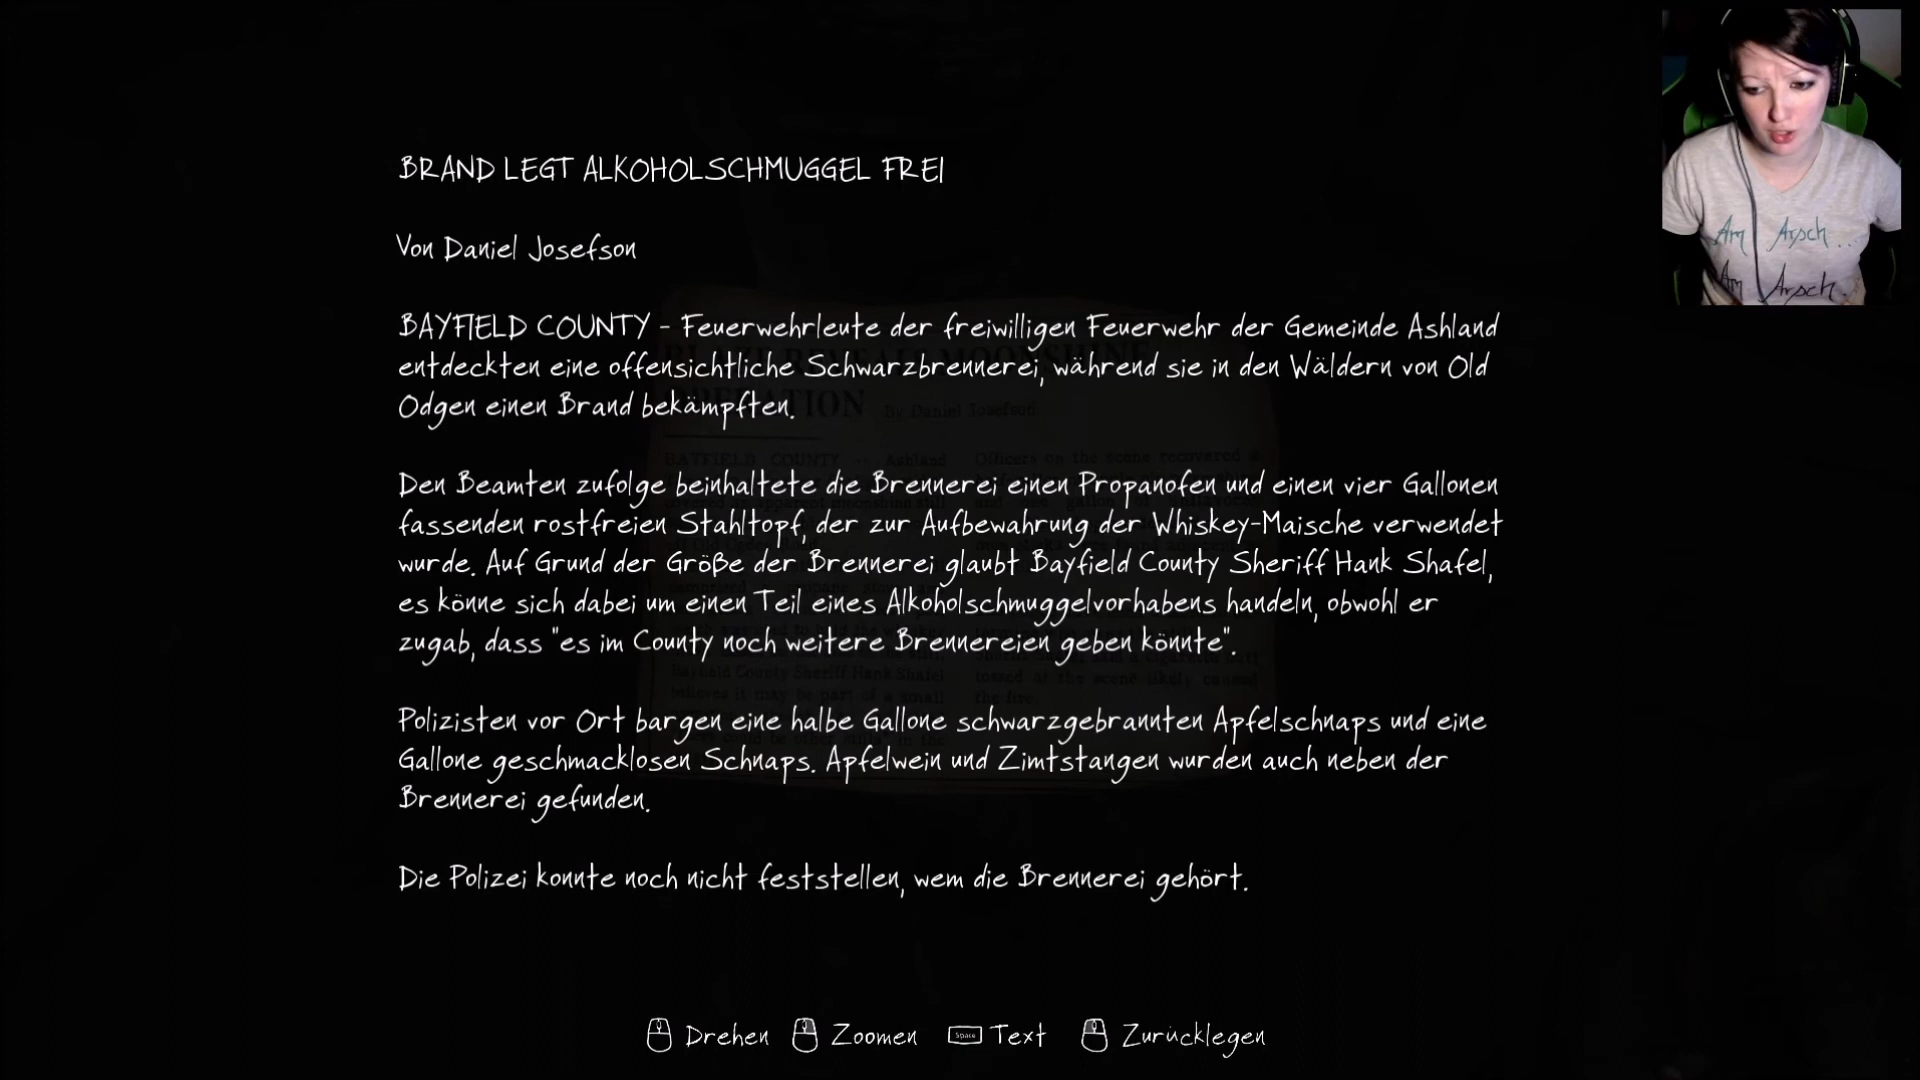 BRAND LEGT ALKOHOLSCHMUGGEL FREI
Von Daniel Josefson
BAYFIELD COUNTY - Feuerwehrleute der freiwilligen Feuerwehr der Gemeinde Ashland
entdeckten eine offensichtliche Schwarzbrennerei, während sie in den Wäldern von Old
Odgen einen Brand bekämpften.
Den Beamten zufolge beinhaltete die Brennerei einen Propanofen und einen vier Gallonen
fassenden rostfreien Stahltopf, der zur Aufbewahrung der Whiskey-Maische verwendet
wurde. Auf Grund der Größe der Brennerei glaubt Bayfield County Sheriff Hank Shafel,
es könne sich dabei um einen Teil eines Alkoholschmuggelvorhabens handeln, obwohl er
zugab, dass "es im County noch weitere Brennereien geben könnte".
Polizisten vor Ort bargen eine halbe Gallone schwarzgebrannten Apfelschnaps und eine
Gallone geschmacklosen Schnaps. Apfelwein und Zimtstangen wurden auch neben der
Brennerei gefunden.
Die Polizei konnte noch nicht feststellen, wem die Brennerei gehört.
Drehen Zoomen Space Text Zurücklegen
Am Arsch...
Am Arsch.